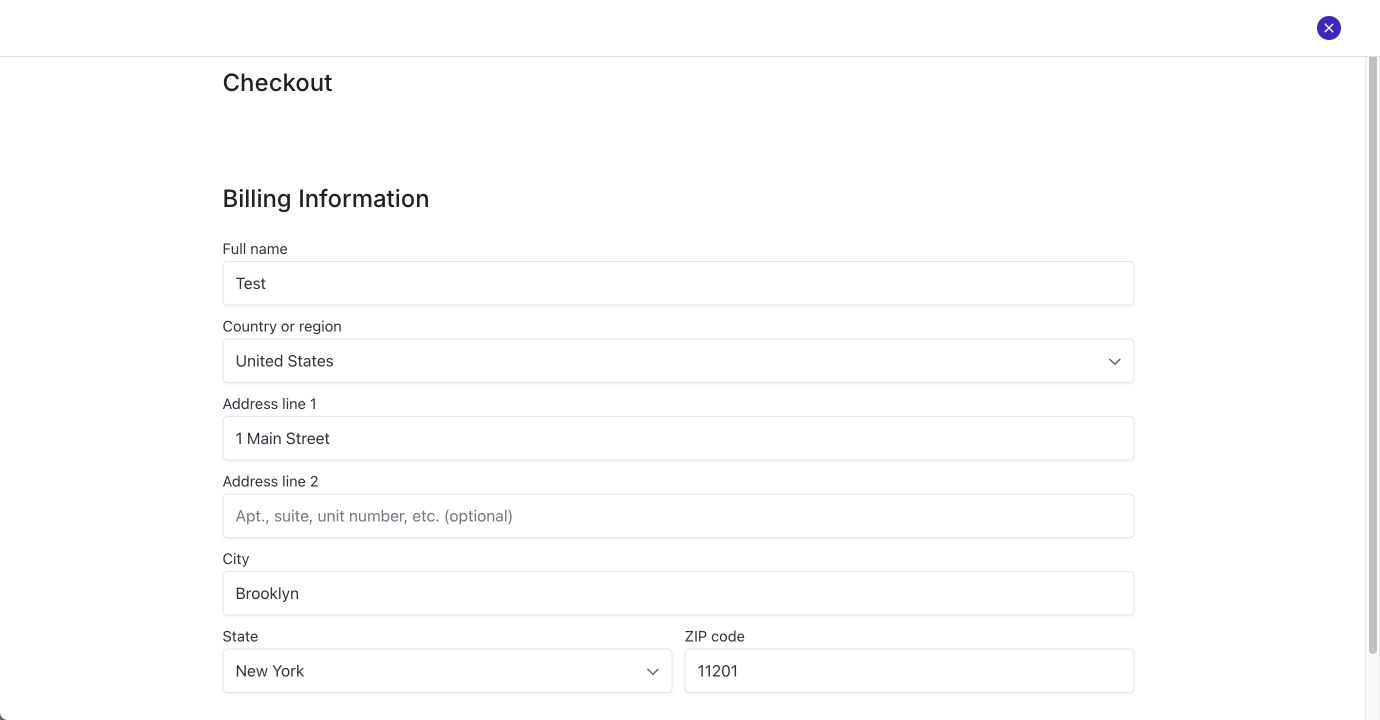 Checkout
Billing Information
Full name
Test
Country or region
United States
Address line 1
1 Main Street
Address line 2
Apt., suite, unit number, etc. (optional)
City
Brooklyn
State ZIP code
New York 11201